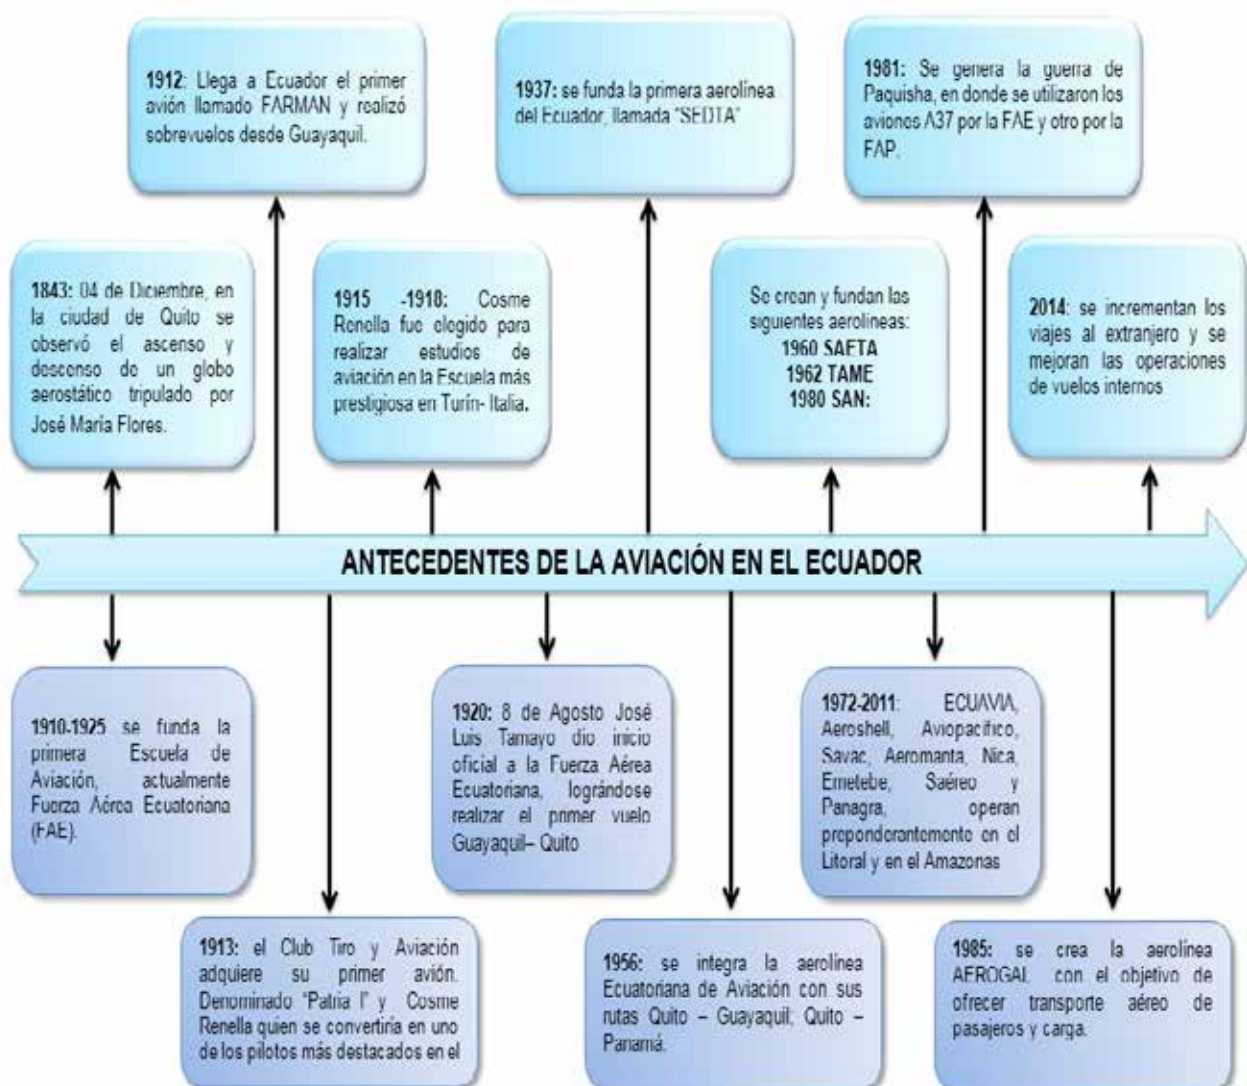 1912: Llega a Ecuador el primer
avión llamado FARMAN y realizó
sobrevuelos desde Guayaquil.
1937: se funda la primera aerolínea
del Ecuador, llamada "SEDTA"
1981: Se genera la guerra de
Paquisha, en donde se utilizaron los
aviones A37 por la FAE y otro por la
FAP.
1843: 04 de Diciembre, en
la ciudad de Quito se
observó el ascenso y
descenso de un globo
aerostático tripulado por
José María Flores.
1915 -1918: Cosme
Renella fue elegido para
realizar estudios de
aviación en la Escuela más
prestigiosa en Turín- Italia.
Se crean y fundan las
siguientes aerolineas:
1960 SAETA
1962 TAME
1980 SAN:
2014: se incrementan los
viajes al extranjero y se
mejoran las operaciones
de vuelos internos
ANTECEDENTES DE LA AVIACIÓN EN EL ECUADOR
1910-1925 se funda la
primera Escuela de
Aviación, actualmente
Fuerza Aérea Ecuatoriana
(FAE).
1920: 8 de Agosto José
Luis Tamayo dio inicio
oficial a la Fuerza Aérea
Ecuatoriana, lográndose
realizar el primer vuelo
Guayaquil– Quito
1972-2011: ECUAVIA,
Aeroshell, Aviopacífico,
Savac, Aeromanta, Nica,
Emetebe, Saéreo y
Panagra, operan
preponderantemente en el
Litoral y en el Amazonas
1913: el Club Tiro y Aviación
adquiere su primer avión.
Denominado "Patria I" y Cosme
Renella quien se convertiría en uno
de los pilotos más destacados en el
1956: se integra la aerolínea
Ecuatoriana de Aviación con sus
rutas Quito – Guayaquil; Quito –
Panamá.
1985: se crea la aerolínea
AEROGAL con el objetivo de
ofrecer transporte aéreo de
pasajeros y carga.